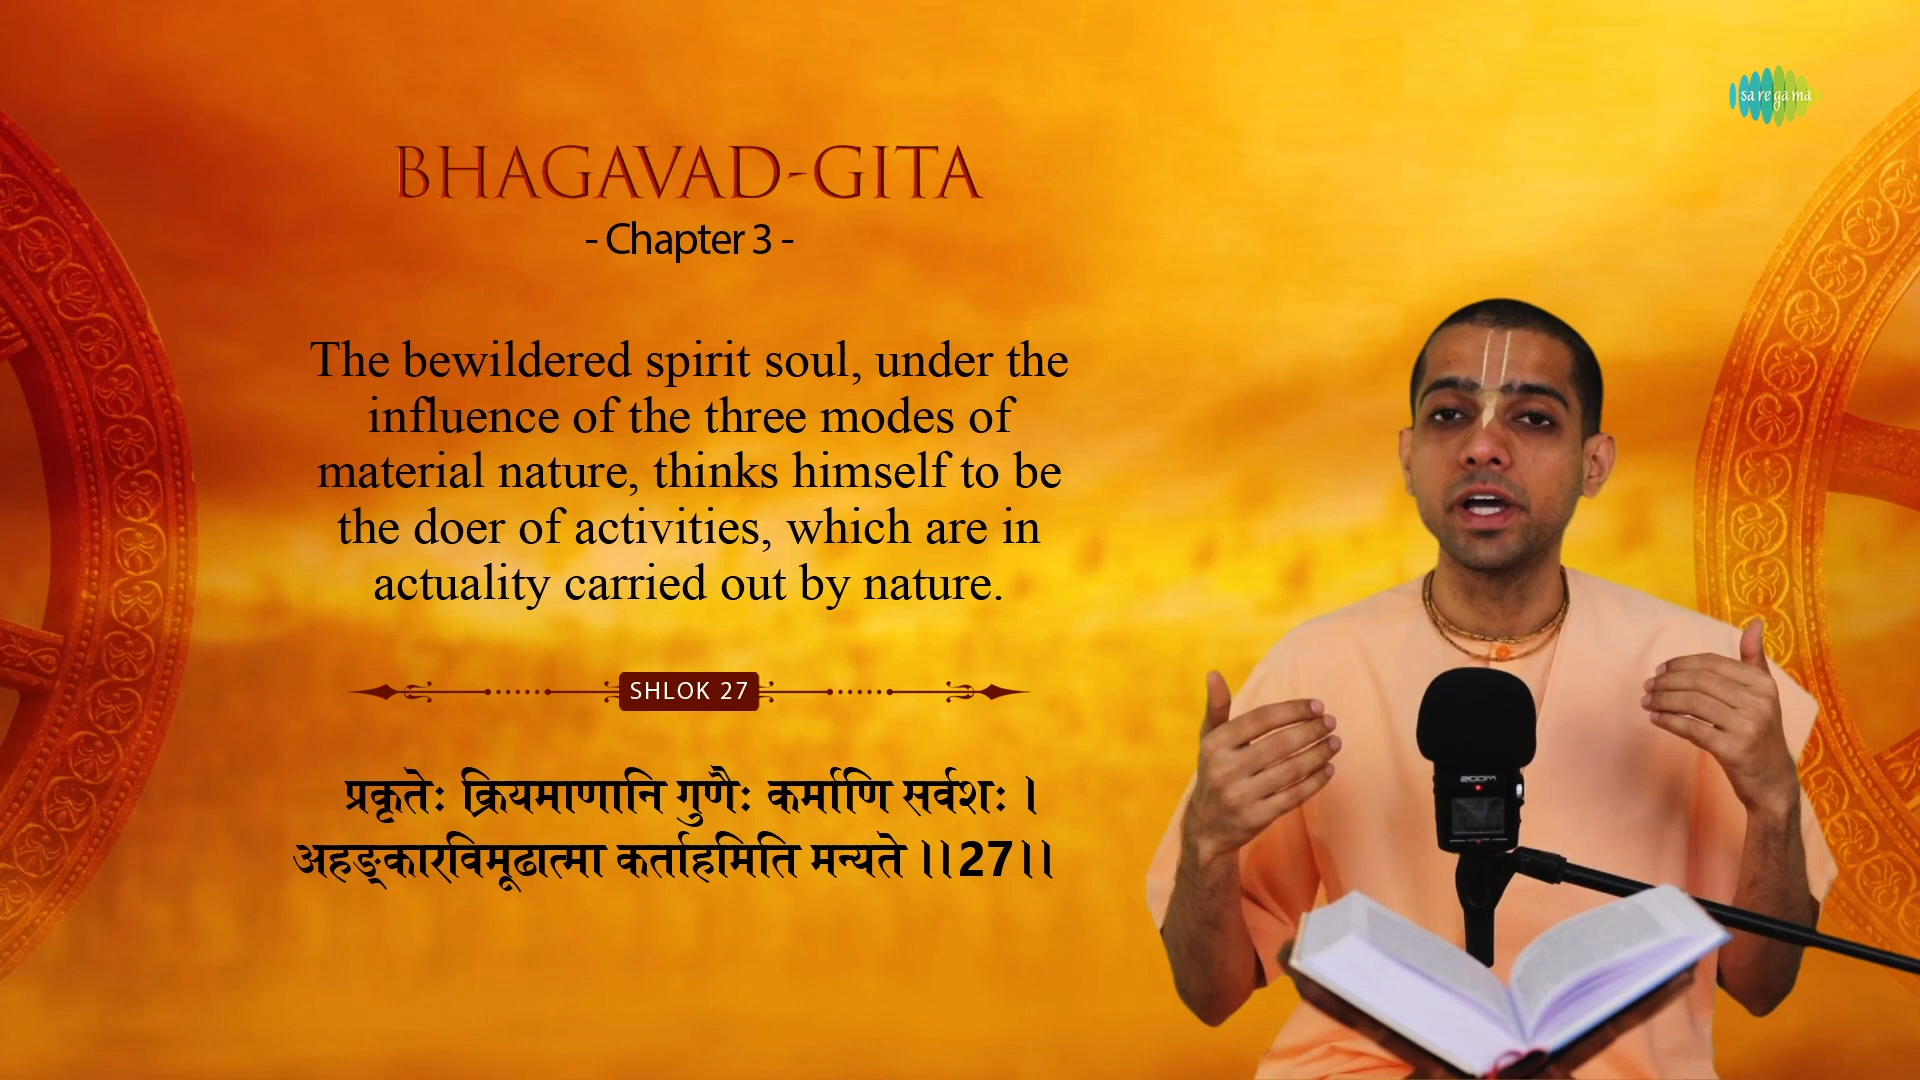 saregama
BHAGAVAD-GITA
- Chapter 3 -
The bewildered spirit soul, under the
influence of the three modes of
material nature, thinks himself to be
the doer of activities, which are in
actuality carried out by nature.
SHLOK 27
प्रकृतेः क्रियमाणानि गुणैः कर्माणि सर्वशः ।
अहङ्कारविमूढात्मा कर्ताहमिति मन्यते ।।27।।
zoom